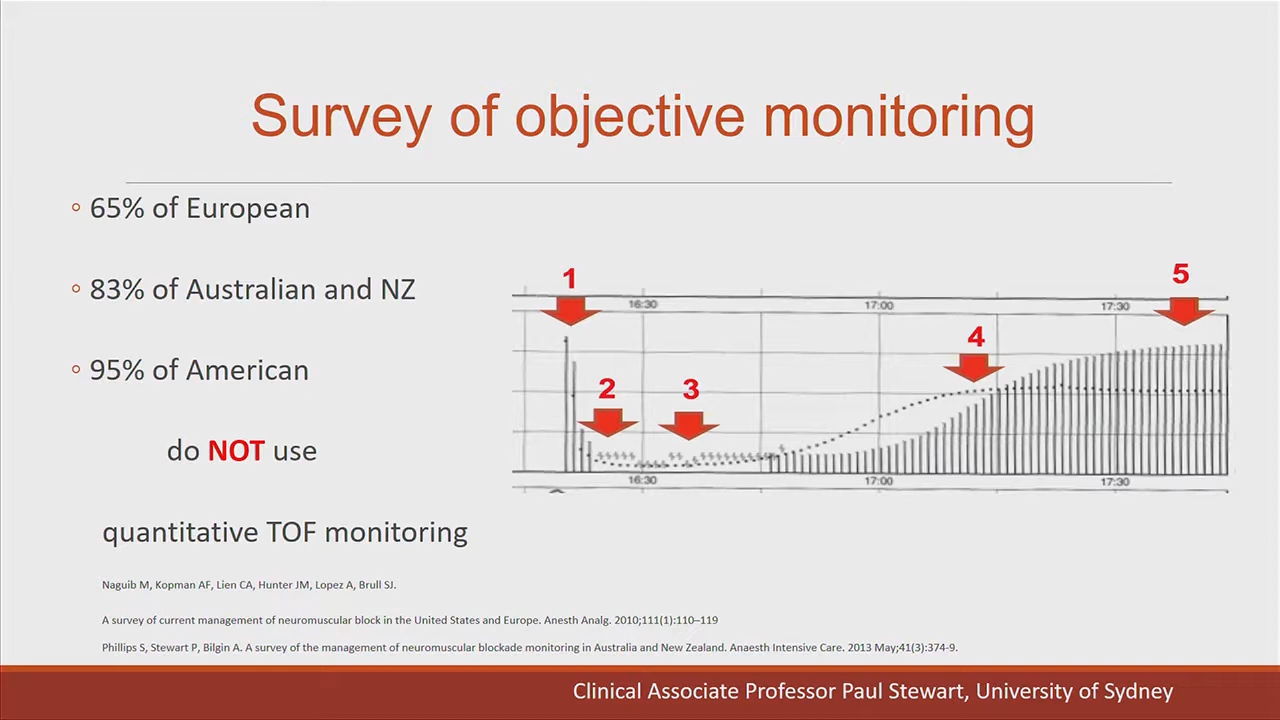 Survey of objective monitoring
◦ 65% of European
◦ 83% of Australian and NZ
◦ 95% of American
do NOT use
quantitative TOF monitoring
1
2
3
4
5
16:30
17:00
17:30
16:30
17:00
17:30
Naguib M, Kopman AF, Lien CA, Hunter JM, Lopez A, Brull SJ.
A survey of current management of neuromuscular block in the United States and Europe. Anesth Analg. 2010;111(1):110–119
Phillips S, Stewart P, Bilgin A. A survey of the management of neuromuscular blockade monitoring in Australia and New Zealand. Anaesth Intensive Care. 2013 May;41(3):374-9.
Clinical Associate Professor Paul Stewart, University of Sydney